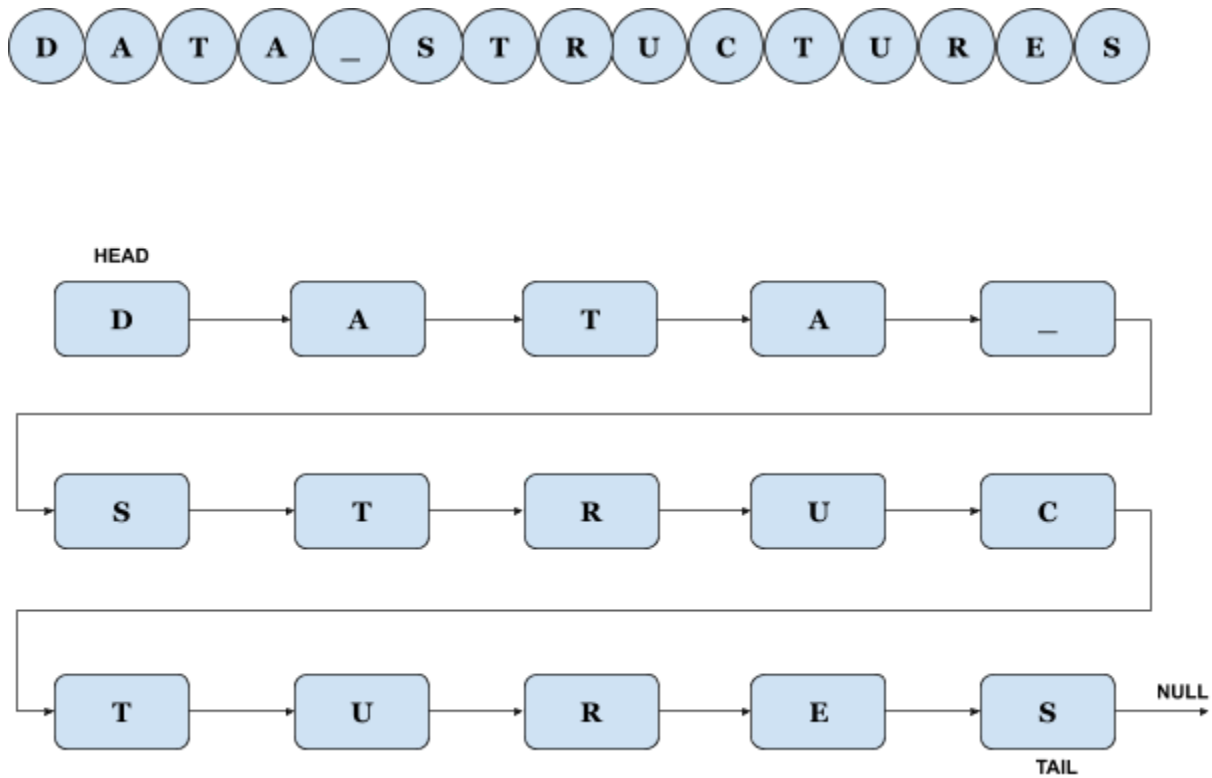 D A T A _ S T R U C T U R E S
HEAD
D A T A _
S T R U C
NULL
T U R E S
TAIL